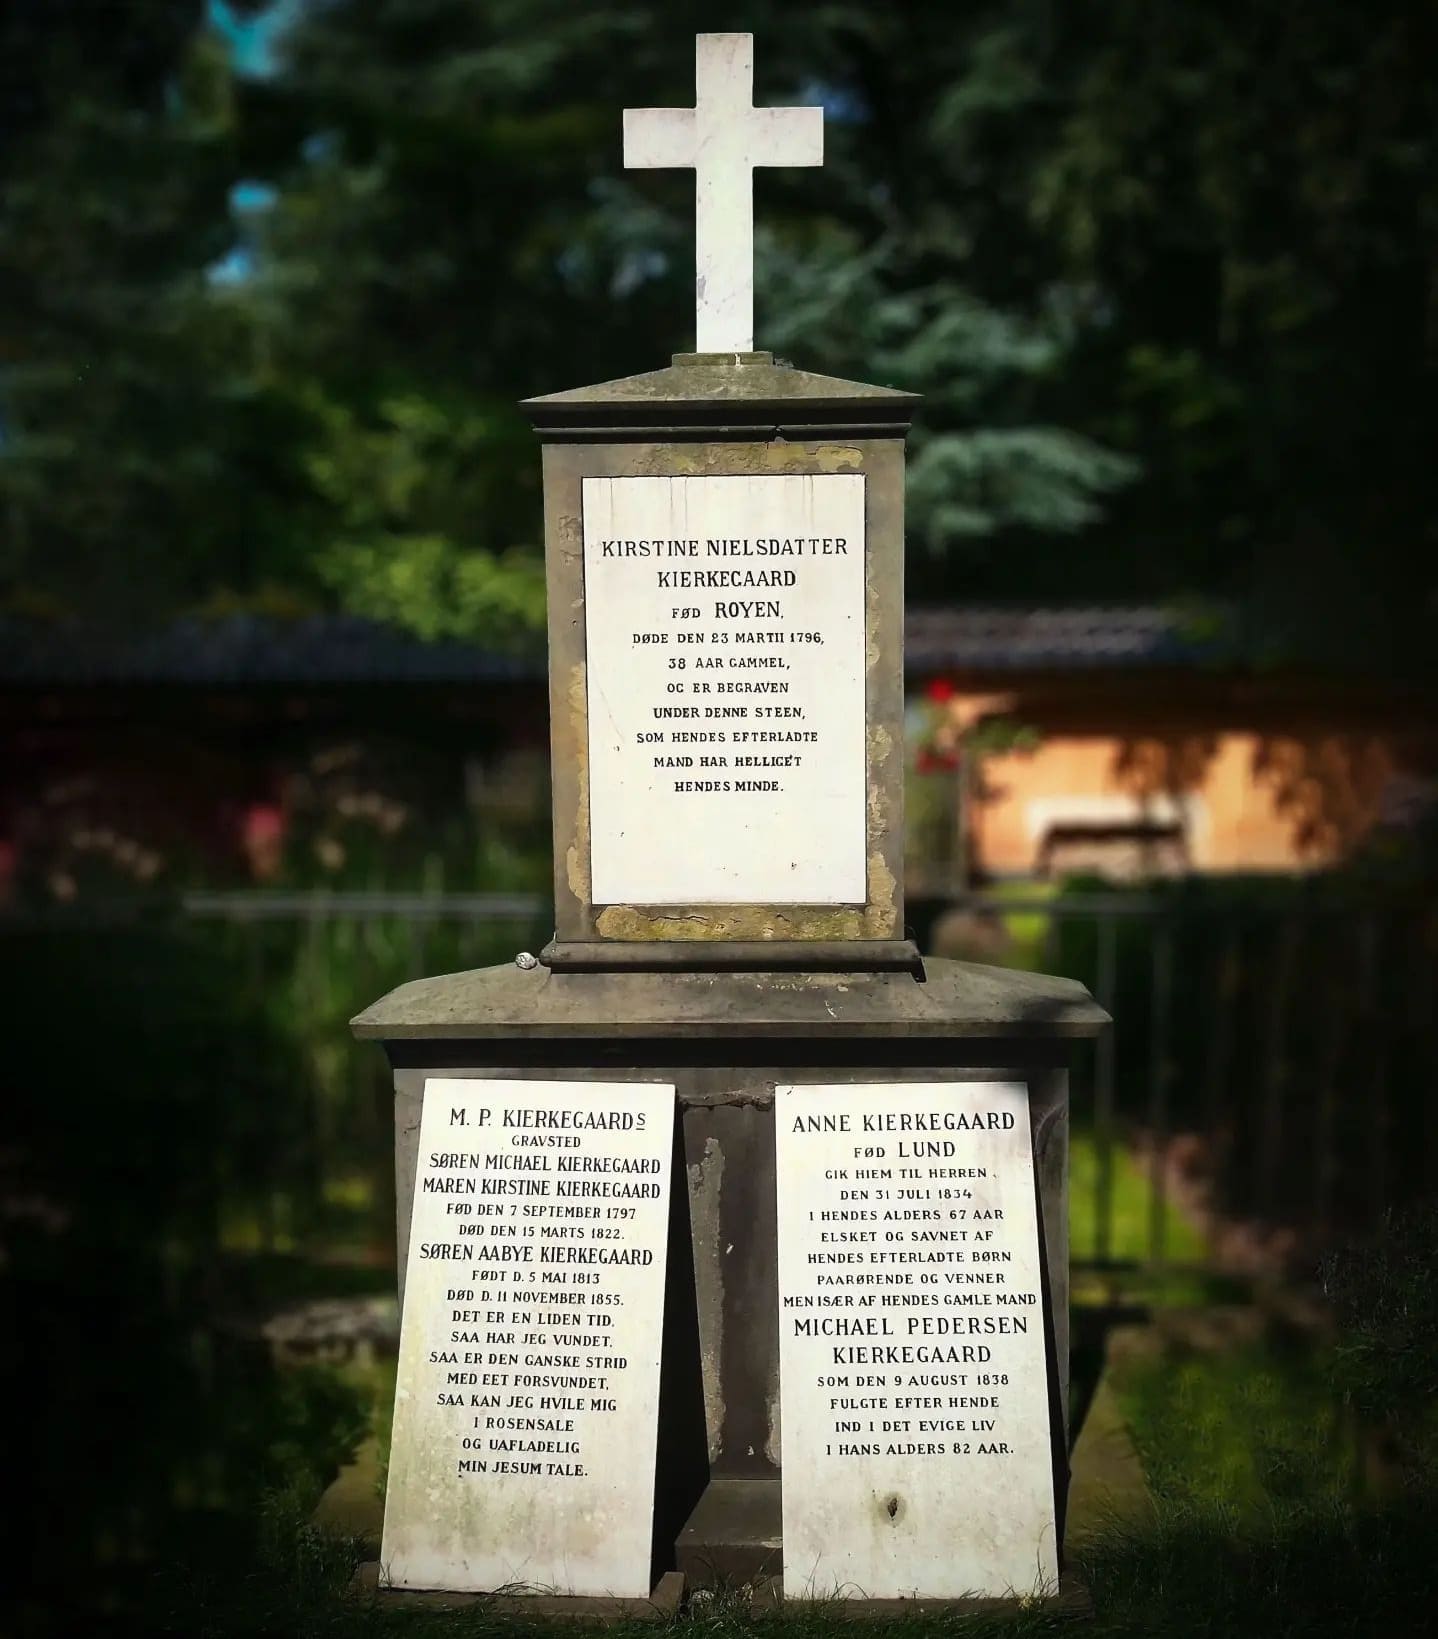 KIRSTINE NIELSDATTER
KIERKEGAARD
FØD ROYEN,
DØDE DEN 23 MARTII 1796,
38 AAR GAMMEL,
OG ER BEGRAVEN
UNDER DENNE STEEN,
SOM HENDES EFTERLADTE
MAND HAR HELLIGET
HENDES MINDE.
M. P. KIERKEGAARDS
GRAVSTED
SØREN MICHAEL KIERKEGAARD
MAREN KIRSTINE KIERKEGAARD
FØD DEN 7 SEPTEMBER 1797
DØD DEN 15 MARTS 1822.
SØREN AABYE KIERKEGAARD
FØDT D. 5 MAI 1813
DØD D. 11 NOVEMBER 1855.
DET ER EN LIDEN TID,
SAA HAR JEG VUNDET,
SAA ER DEN GANSKE STRID
MED EET FORSVUNDET,
SAA KAN JEG HVILE MIG
I ROSENSALE
OG UAFLADELIG
MIN JESUM TALE.
ANNE KIERKEGAARD
FØD LUND
GIK HIEM TIL HERREN
DEN 31 JULI 1834
I HENDES ALDERS 67 AAR
ELSKET OG SAVNET AF
HENDES EFTERLADTE BØRN
PAARØRENDE OG VENNER
MEN ISÆR AF HENDES GAMLE MAND
MICHAEL PEDERSEN
KIERKEGAARD
SOM DEN 9 AUGUST 1838
FULGTE EFTER HENDE
IND I DET EVIGE LIV
I HANS ALDERS 82 AAR.